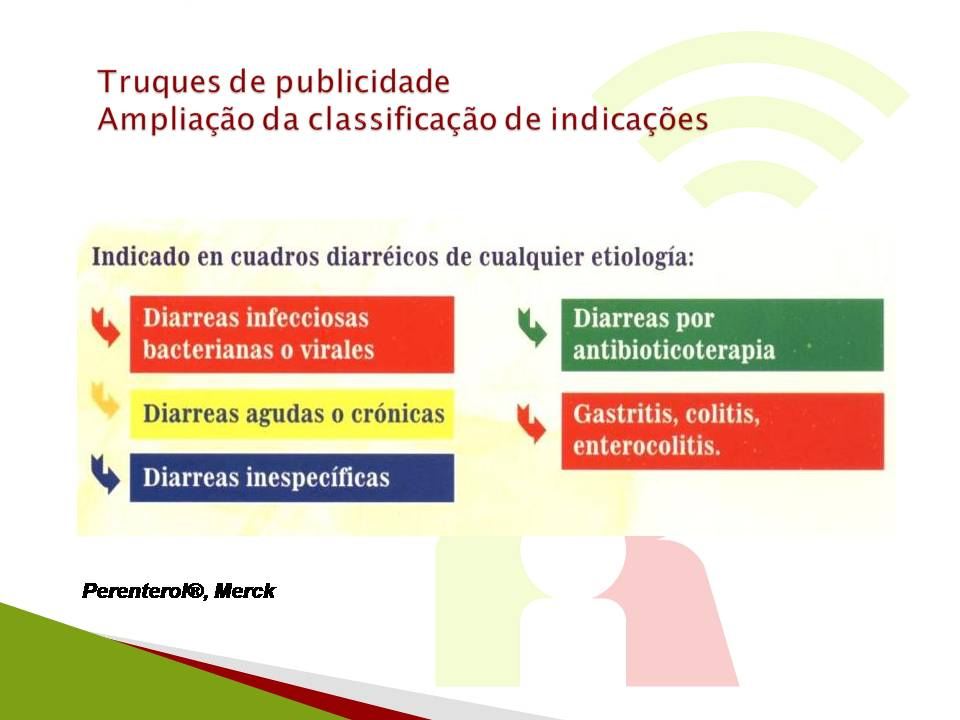 Truques de publicidade
Ampliação da classificação de indicações
Indicado en cuadros diarréicos de cualquier etiología:
Diarreas infecciosas
bacterianas o virales
Diarreas agudas o crónicas
Diarreas inespecíficas
Diarreas por
antibioticoterapia
Gastritis, colitis,
enterocolitis.
Perenterol®, Merck